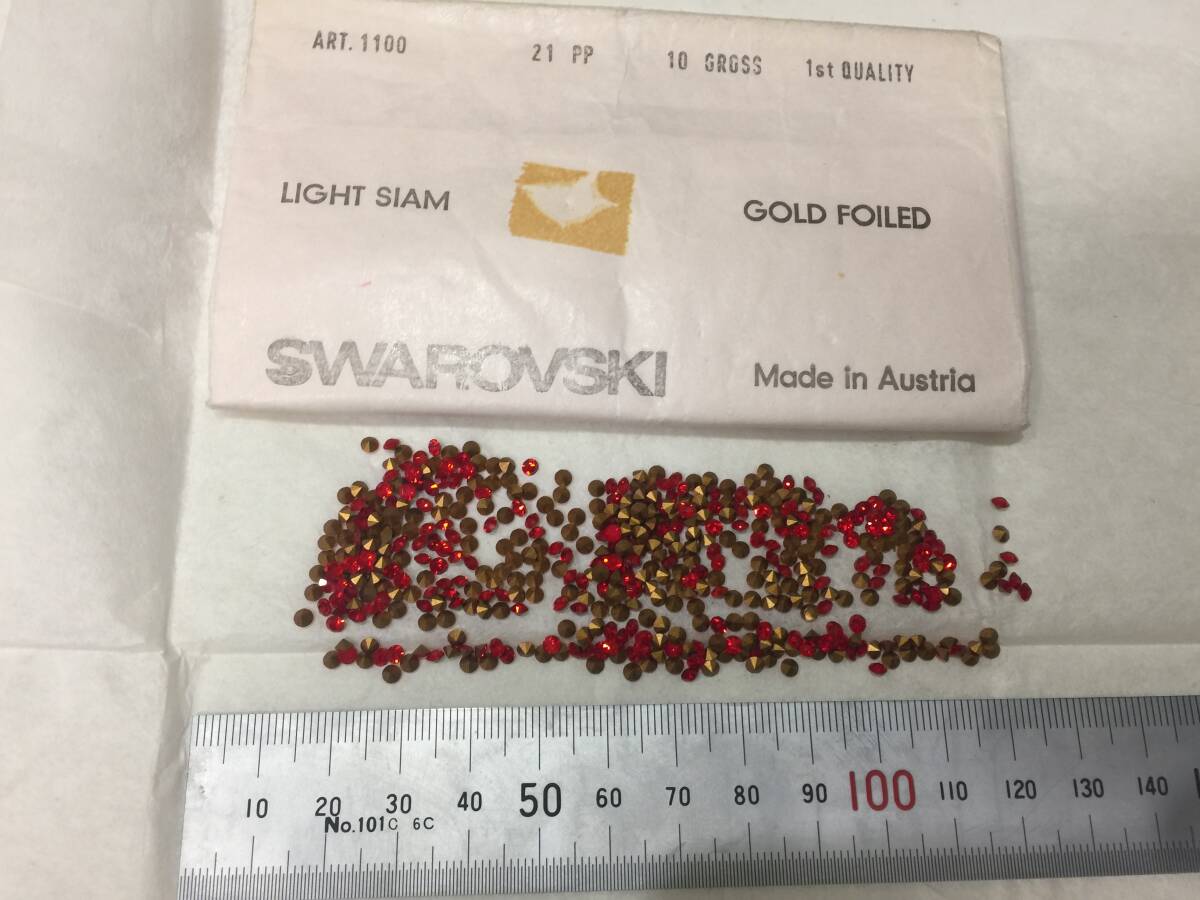 ART. 1100 21 PP 10 GROSS 1st QUALITY
LIGHT SIAM GOLD FOILED
SWAROVSKI Made in Austria
10 20 30 40 50 60 70 80 90 100 110 120 130 140
No.101C 6C